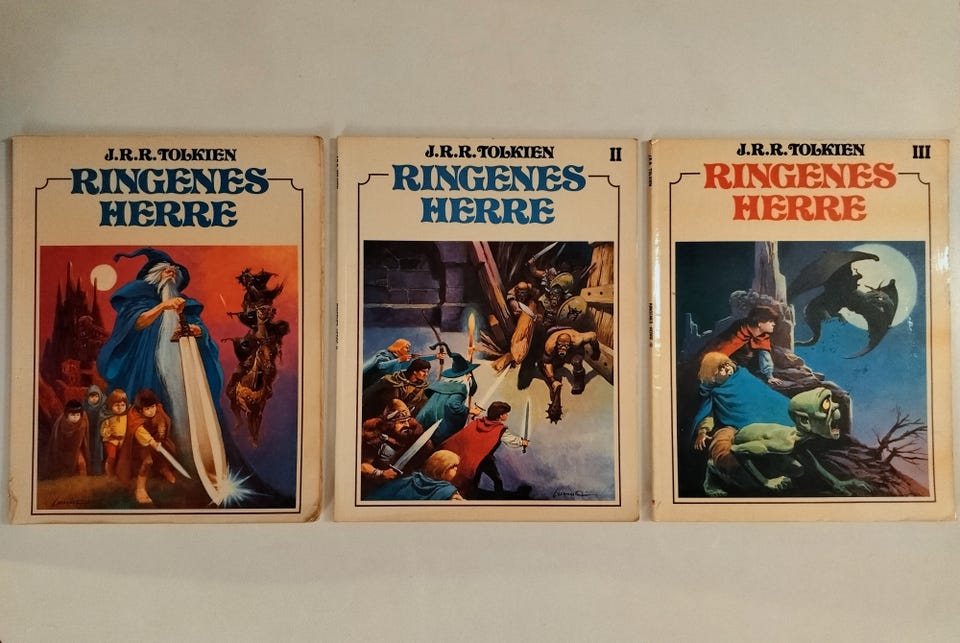 J.R.R. TOLKIEN
RINGENES
HERRE
J.R.R. TOLKIEN
II
RINGENES
HERRE
J.R.R. TOLKIEN
III
RINGENES
HERRE